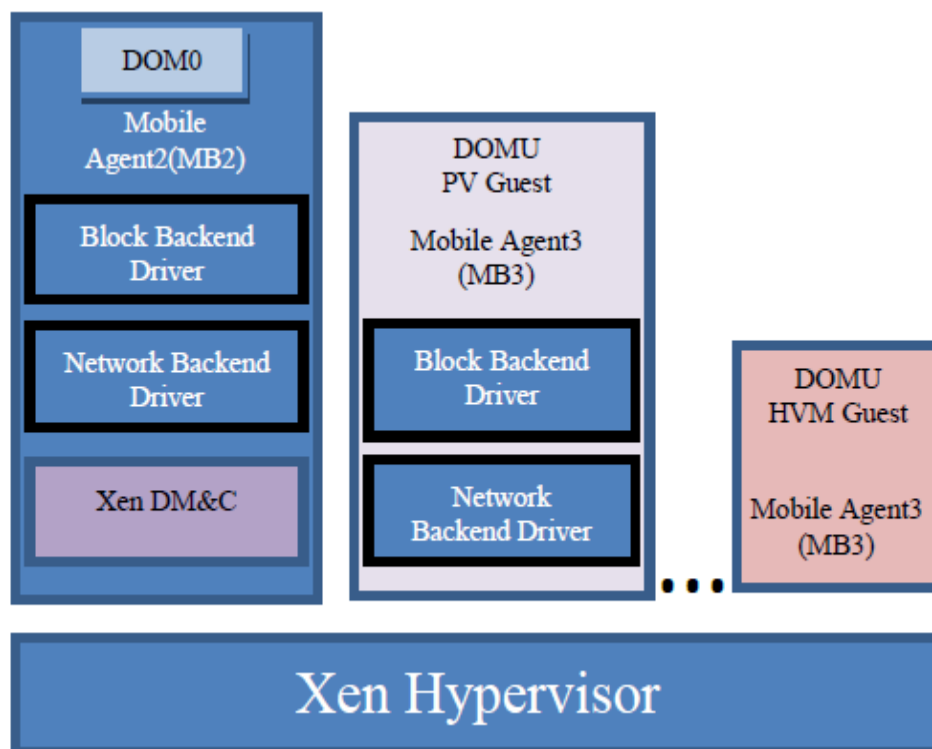 DOM0
Mobile
Agent2(MB2)
Block Backend
Driver
Network Backend
Driver
Xen DM&C
DOMU
PV Guest
Mobile Agent3
(MB3)
Block Backend
Driver
Network
Backend Driver
...
DOMU
HVM Guest
Mobile Agent3
(MB3)
Xen Hypervisor